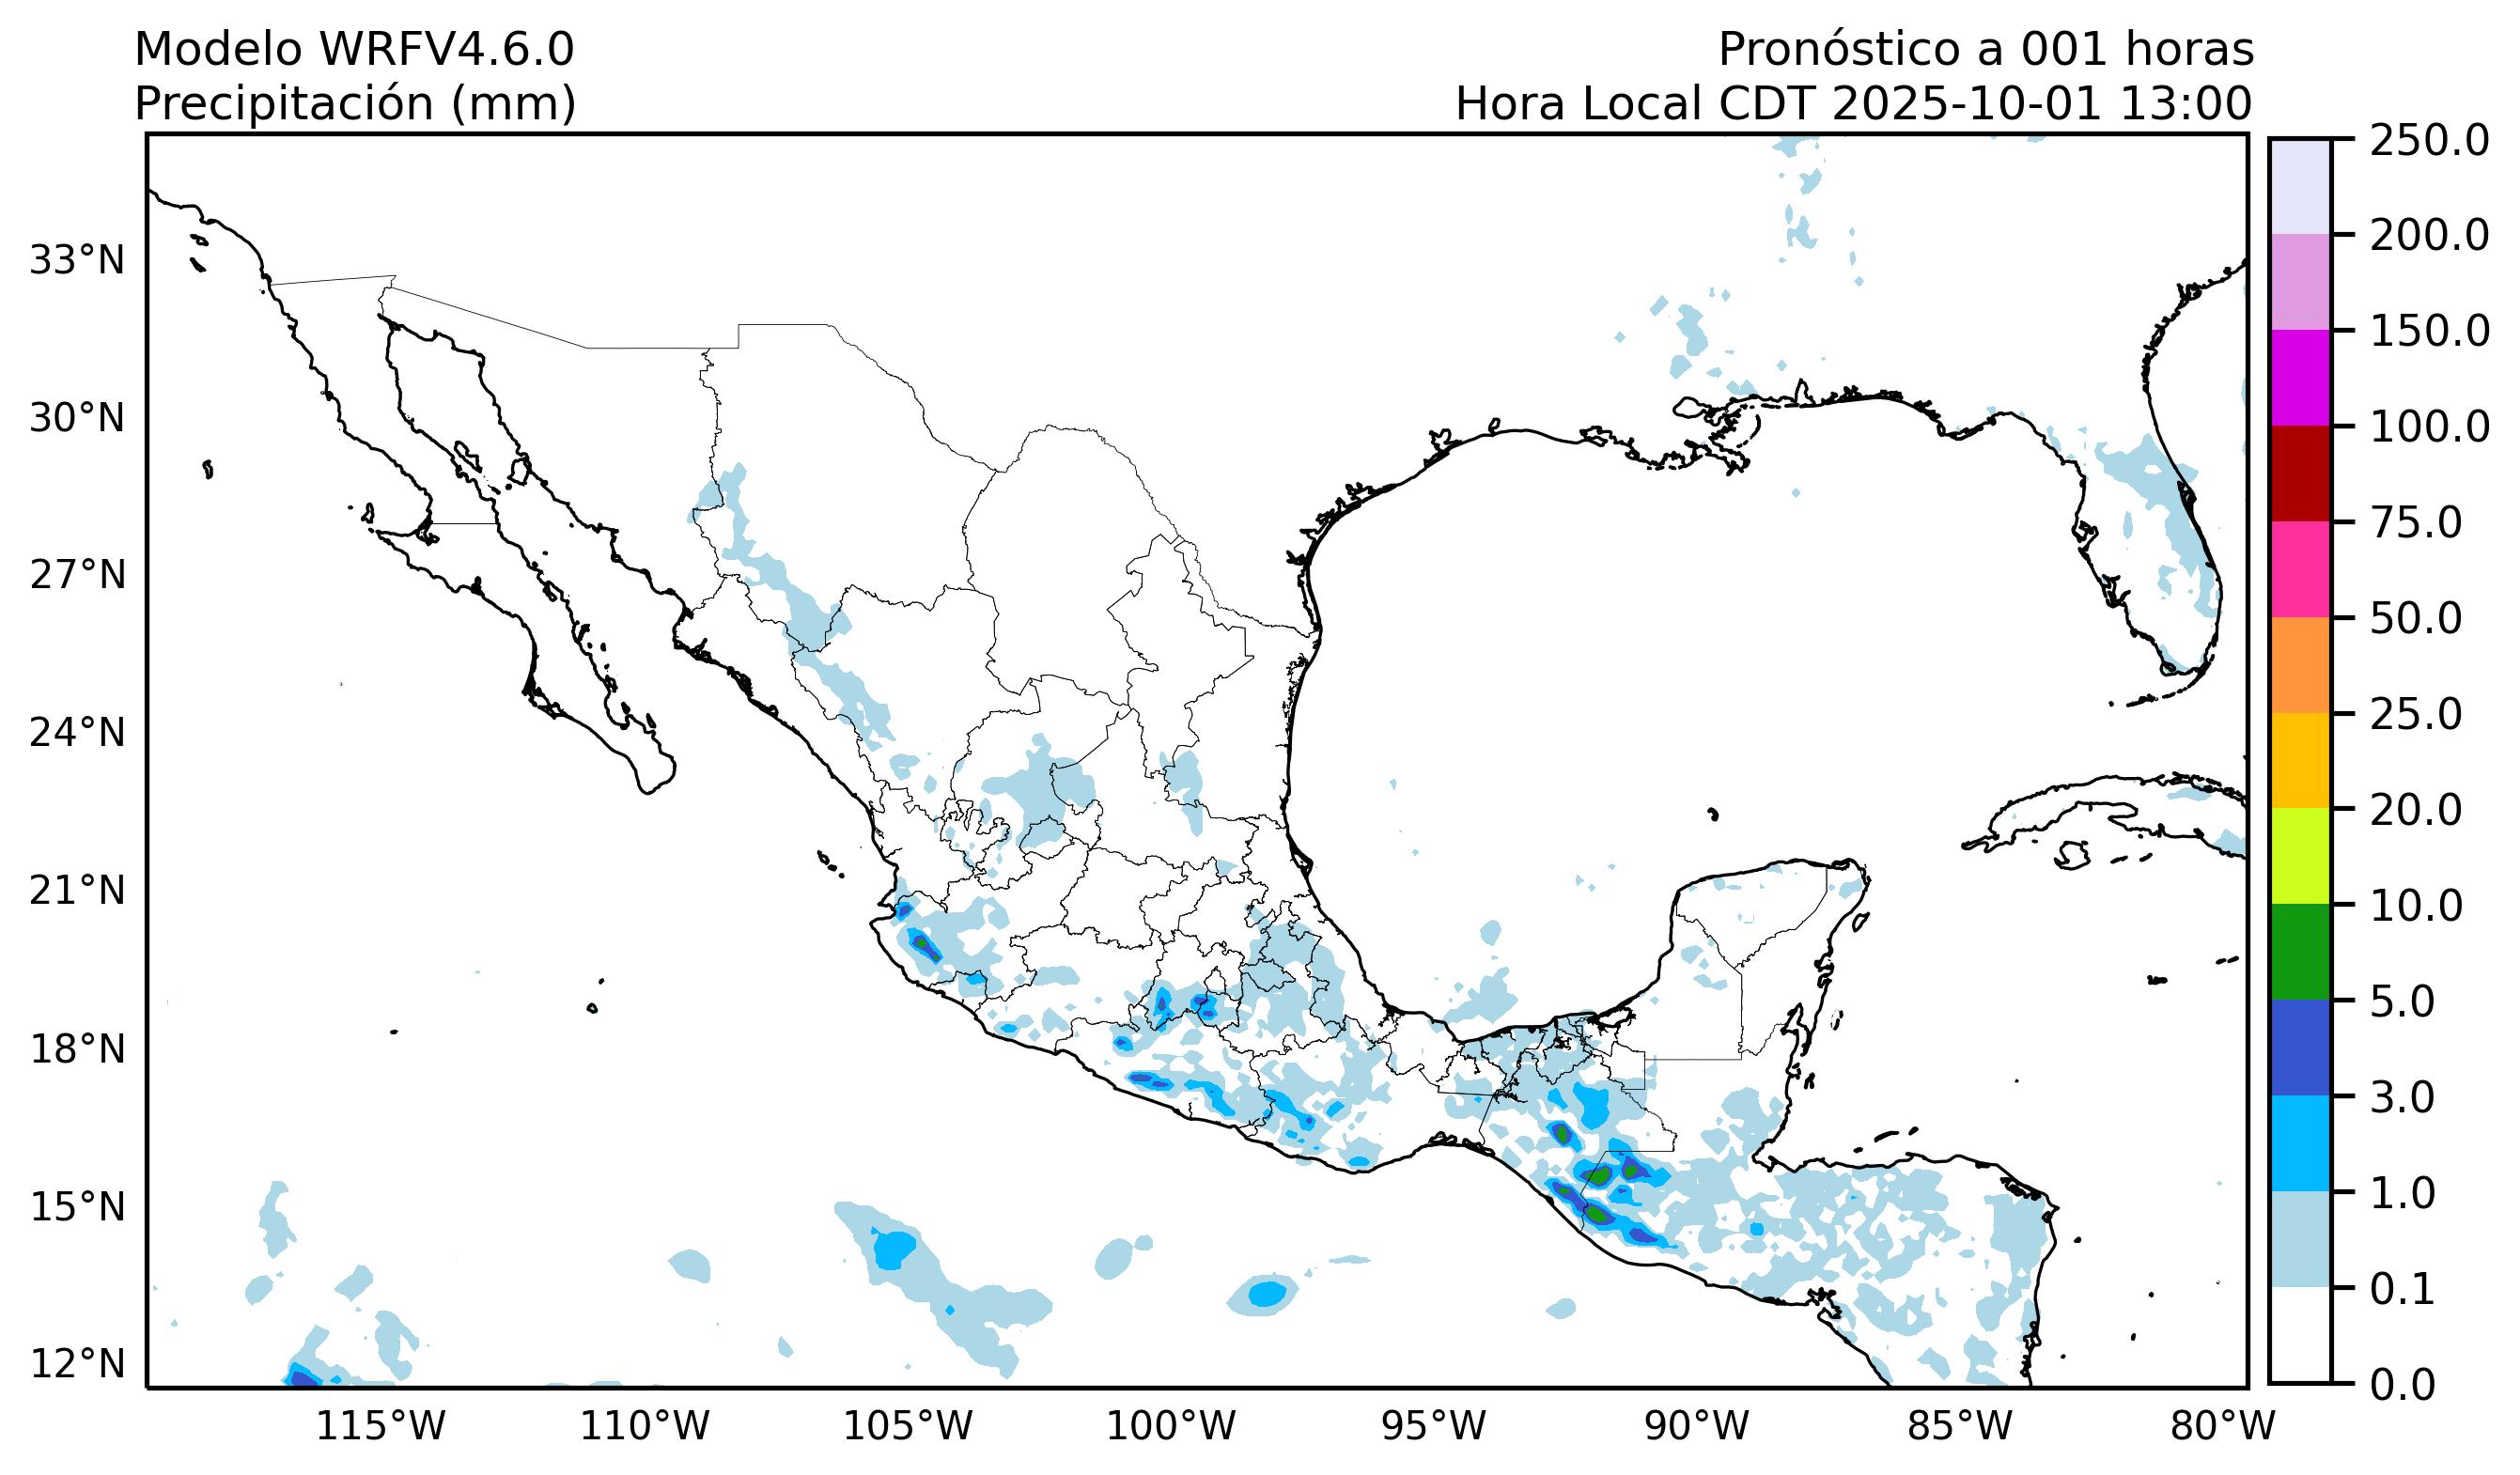 Modelo WRFV4.6.0
Precipitación (mm)
Pronóstico a 001 horas
Hora Local CDT 2025-10-01 13:00
33°N
30°N
27°N
24°N
21°N
18°N
15°N
12°N
115°W
110°W
105°W
100°W
95°W
90°W
85°W
80°W
250.0
200.0
150.0
100.0
75.0
50.0
25.0
20.0
10.0
5.0
3.0
1.0
0.1
0.0